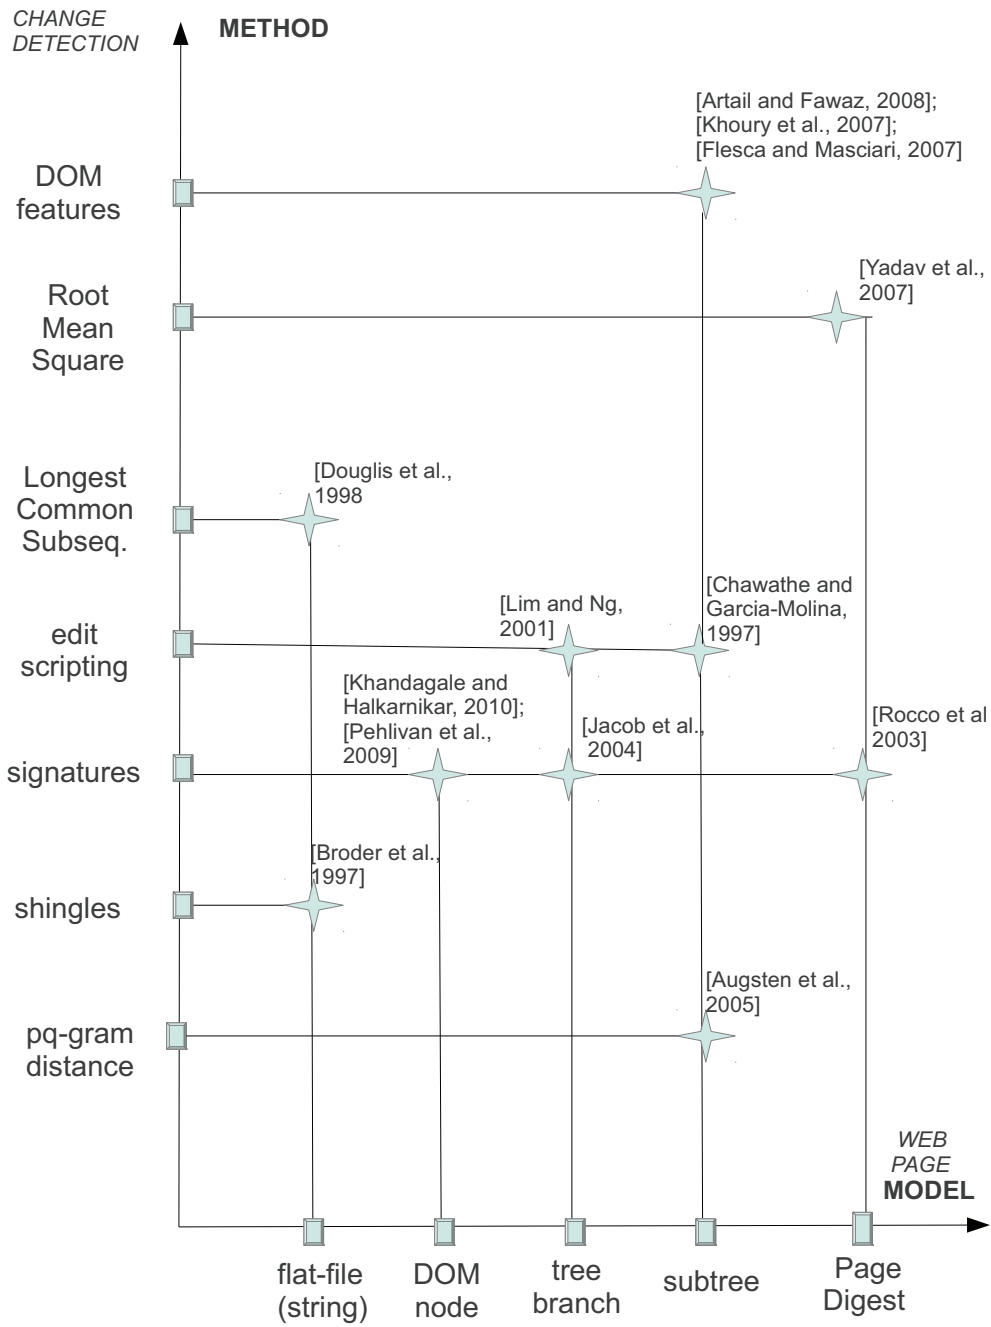 CHANGE
DETECTION
METHOD
[Artail and Fawaz, 2008];
[Khoury et al., 2007];
[Flesca and Masciari, 2007]
DOM
features
[Yadav et al.,
2007]
Root
Mean
Square
[Douglis et al.,
1998
Longest
Common
Subseq.
[Lim and Ng,
2001]
[Chawathe and
Garcia-Molina,
1997]
edit
scripting
[Khandagale and
Halkarnikar, 2010];
[Pehlivan et al.,
2009]
[Jacob et al.,
2004]
[Rocco et al
2003]
signatures
[Broder et al.,
1997]
shingles
[Augsten et al.,
2005]
pq-gram
distance
WEB
PAGE
MODEL
flat-file
(string)
DOM
node
tree
branch
subtree
Page
Digest